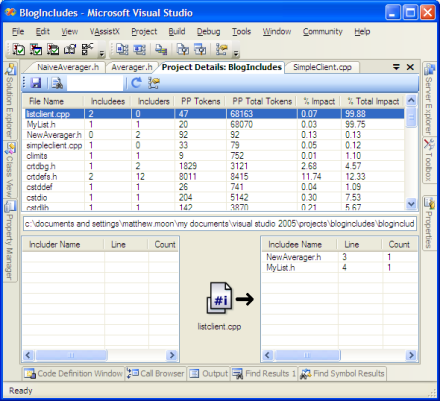 BlogIncludes - Microsoft Visual Studio
File Edit View VAssistX Project Build Debug Tools Window Community Help
NaiveAverager.h Averager.h Project Details: BlogIncludes SimpleClient.cpp
File Name Includees Includers PP Tokens PP Total Tokens % Impact % Total Impact
listclient.cpp 2 0 47 68163 0.07 99.88
MyList.h 1 1 20 68070 0.03 99.75
NewAverager.h 0 2 92 92 0.13 0.13
simpleclient.cpp 0 33 79 0.05 0.12
climits 1 1 9 752 0.01 1.10
crtdbg.h 1 2 1829 3121 2.68 4.57
crtdefs.h 2 12 8011 8415 11.74 12.33
cstddef 1 1 26 741 0.04 1.09
cstdio 1 1 204 5142 0.30 7.53
cstdlib 1 1 142 3870 0.21 5.67
c:\documents and settings\matthew.moon\my documents\visual studio 2005\projects\blogincludes\bloginclud
Includer Name Line Count
Includee Name Line Count
NewAverager.h 3 1
MyList.h 4 1
#i
listclient.cpp
Solution Explorer
Class View
Property Manager
Server Explorer
Toolbox
Properties
Code Definition Window Call Browser Output Find Results 1 Find Symbol Results
Ready